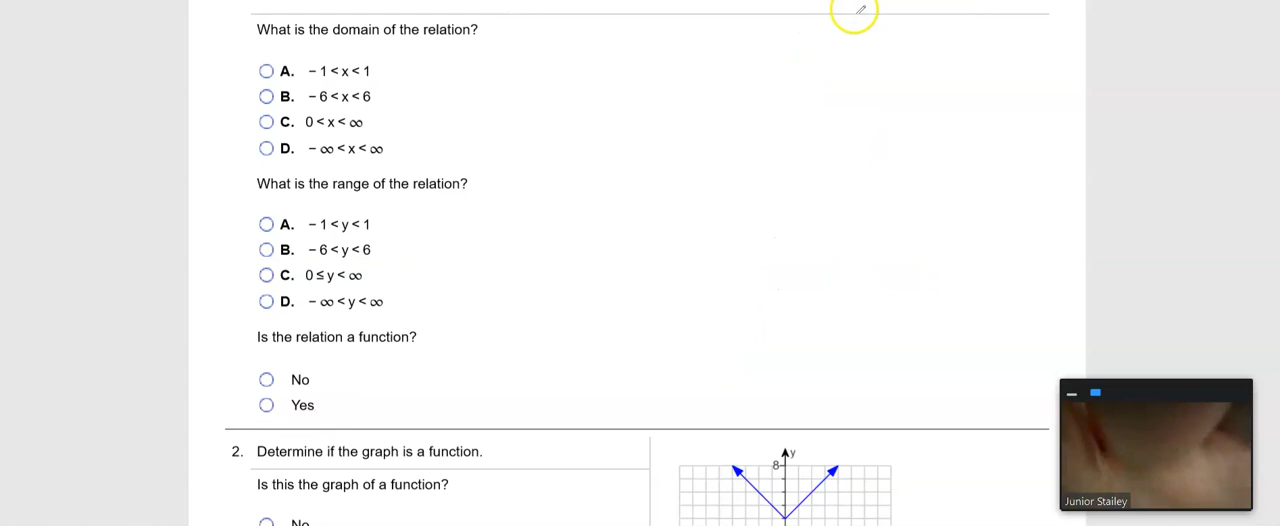 What is the domain of the relation?
A. - 1 < x < 1
B. - 6 < x < 6
C. 0 < x < ∞
D. - ∞ < x < ∞
What is the range of the relation?
A. - 1 < y < 1
B. - 6 < y < 6
C. 0 ≤ y < ∞
D. - ∞ < y < ∞
Is the relation a function?
No
Yes
2. Determine if the graph is a function.
Is this the graph of a function?
No
y
8
Junior Stailey